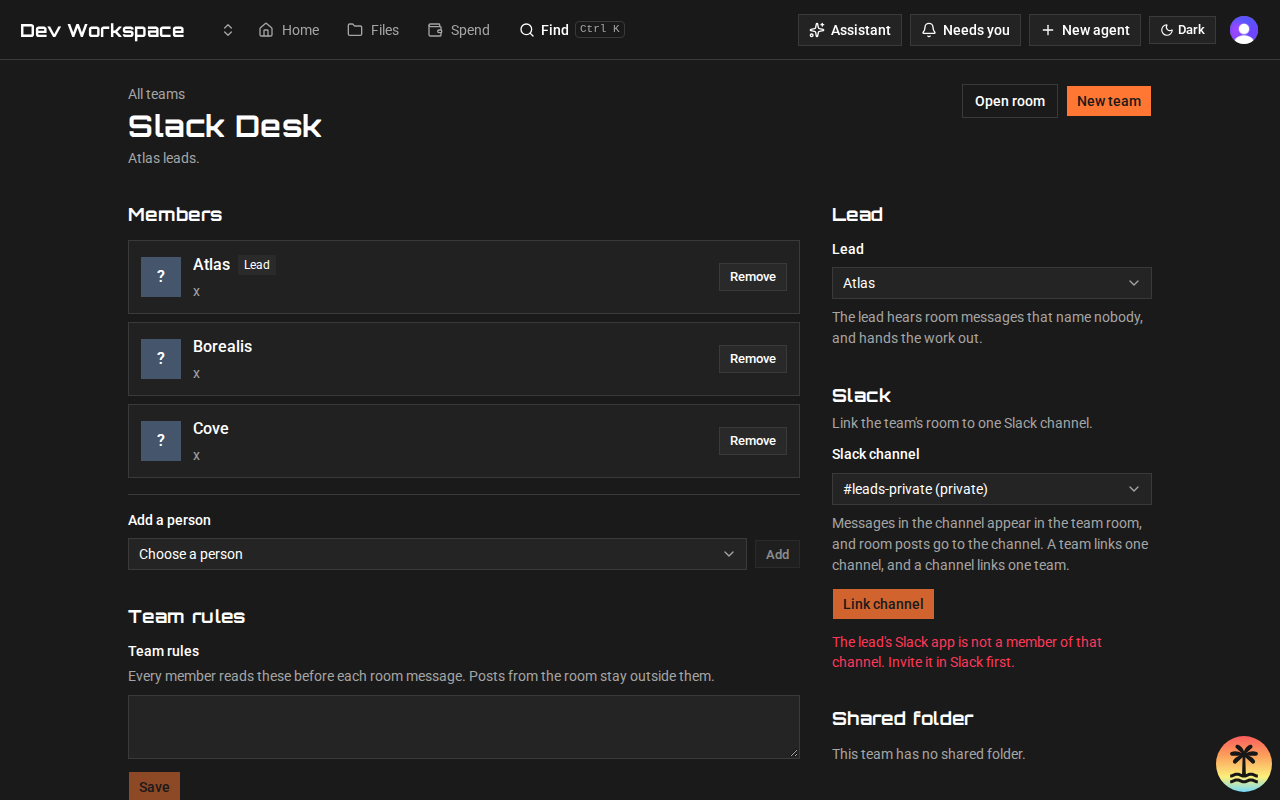 Dev Workspace
Home
Files
Spend
Find Ctrl K
Assistant
Needs you
New agent
Dark
All teams
Slack Desk
Atlas leads.
Open room
New team
Members
? Atlas Lead
x
Remove
? Borealis
x
Remove
? Cove
x
Remove
Add a person
Choose a person
Add
Team rules
Team rules
Every member reads these before each room message. Posts from the room stay outside them.
Save
Lead
Lead
Atlas
The lead hears room messages that name nobody,
and hands the work out.
Slack
Link the team's room to one Slack channel.
Slack channel
#leads-private (private)
Messages in the channel appear in the team room,
and room posts go to the channel. A team links one
channel, and a channel links one team.
Link channel
The lead's Slack app is not a member of that
channel. Invite it in Slack first.
Shared folder
This team has no shared folder.